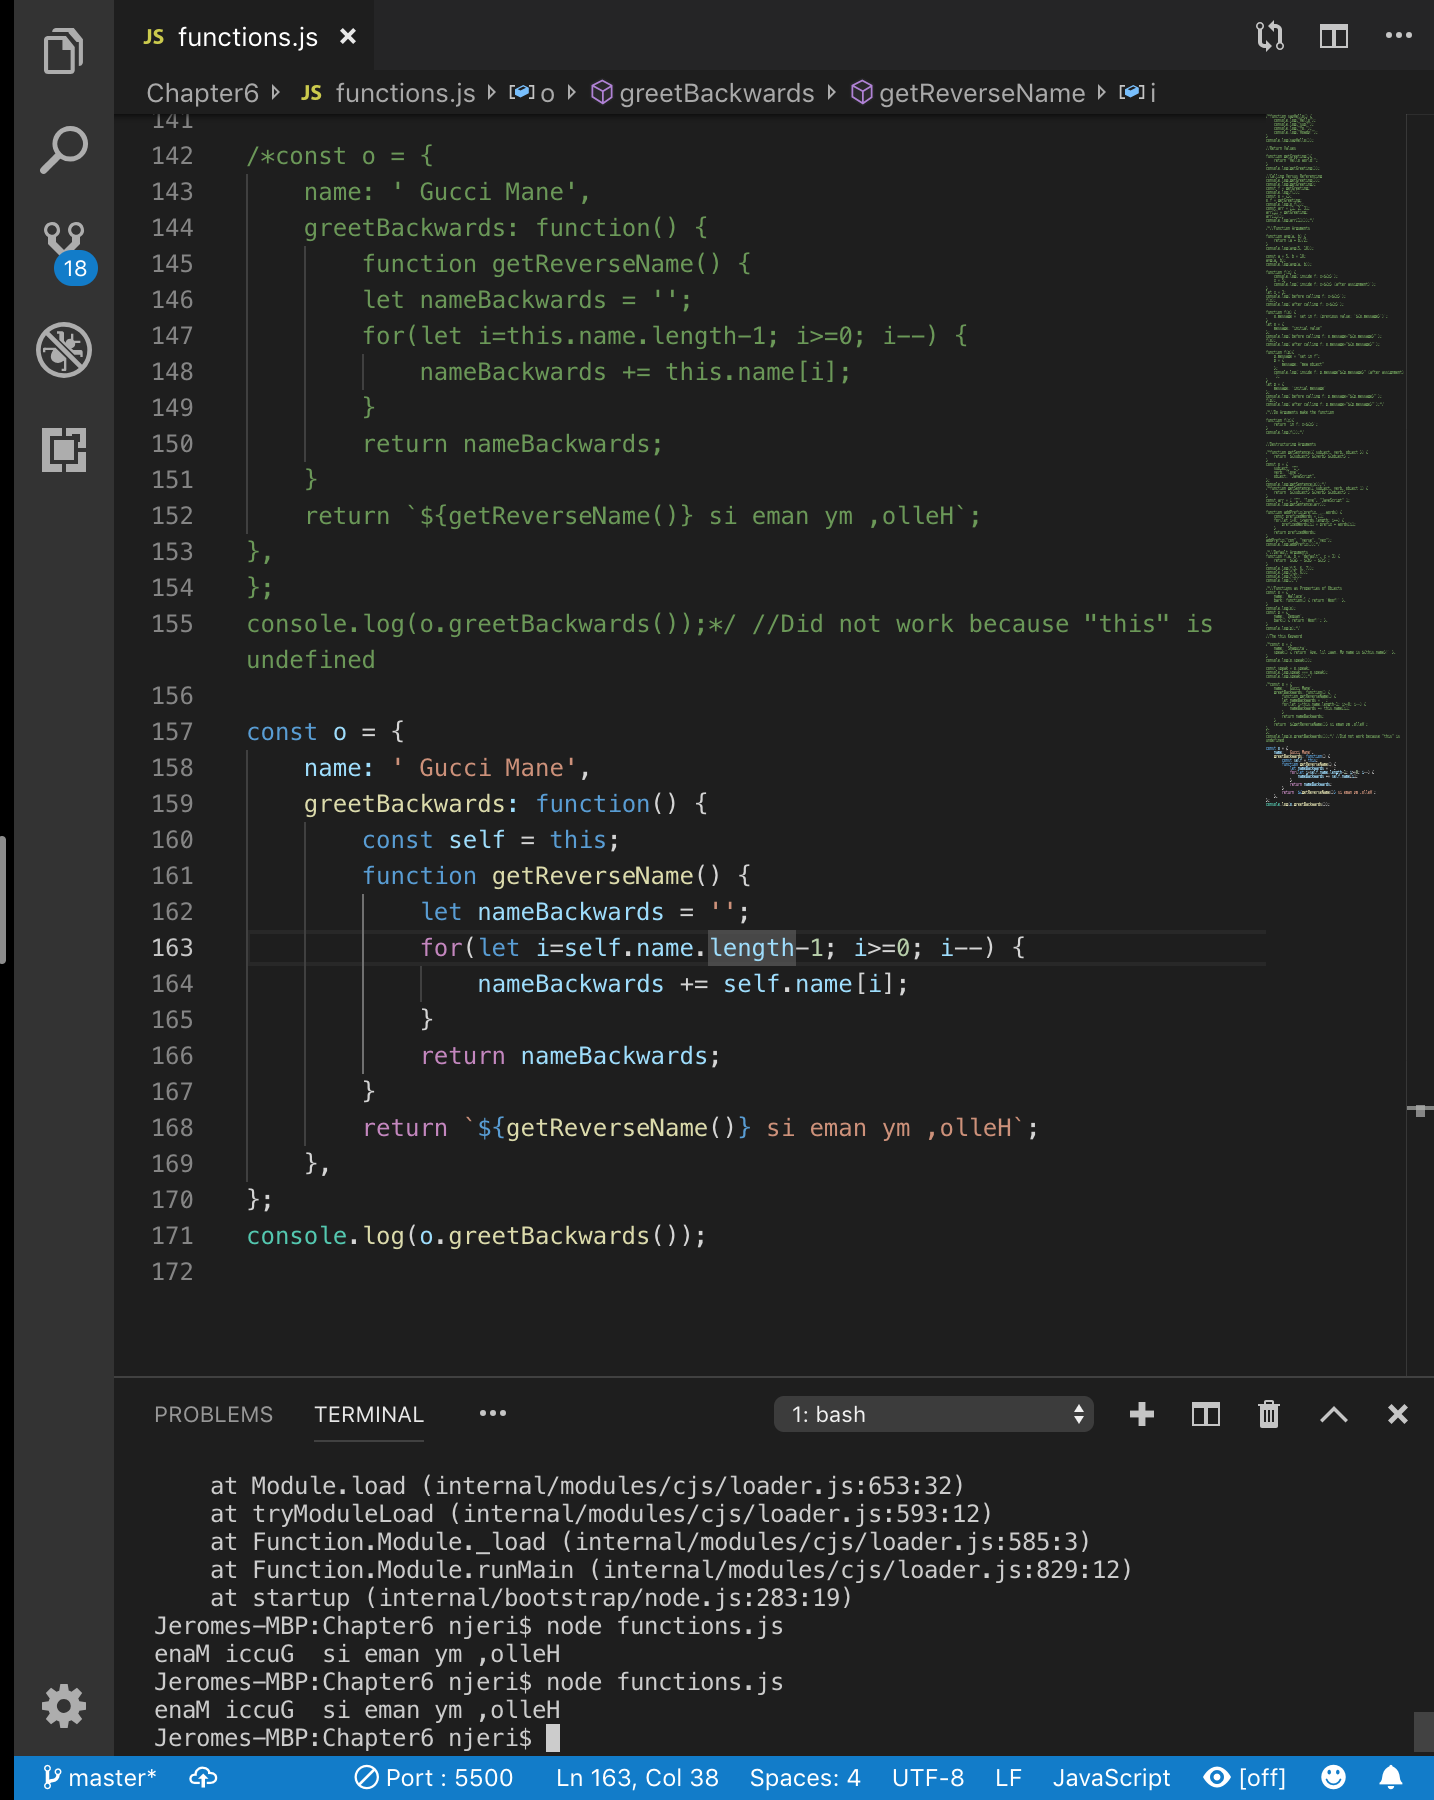 JS functions.js
Chapter6 JS functions.js o greetBackwards getReverseName i
141
142 /*const o = {
143 name: ' Gucci Mane',
144 greetBackwards: function() {
145 function getReverseName() {
146 let nameBackwards = '';
147 for(let i=this.name.length-1; i>=0; i--) {
148 nameBackwards += this.name[i];
149 }
150 return nameBackwards;
151 }
152 return `${getReverseName()} si eman ym ,olleH`;
153 },
154 };
155 console.log(o.greetBackwards());*/ //Did not work because "this" is
undefined
156
157 const o = {
158 name: ' Gucci Mane',
159 greetBackwards: function() {
160 const self = this;
161 function getReverseName() {
162 let nameBackwards = '';
163 for(let i=self.name.length-1; i>=0; i--) {
164 nameBackwards += self.name[i];
165 }
166 return nameBackwards;
167 }
168 return `${getReverseName()} si eman ym ,olleH`;
169 },
170 };
171 console.log(o.greetBackwards());
172
18
PROBLEMS TERMINAL ••• 1: bash
at Module.load (internal/modules/cjs/loader.js:653:32)
at tryModuleLoad (internal/modules/cjs/loader.js:593:12)
at Function.Module._load (internal/modules/cjs/loader.js:585:3)
at Function.Module.runMain (internal/modules/cjs/loader.js:829:12)
at startup (internal/bootstrap/node.js:283:19)
Jeromes-MBP:Chapter6 njeri$ node functions.js
enaM iccuG  si eman ym ,olleH
Jeromes-MBP:Chapter6 njeri$ node functions.js
enaM iccuG  si eman ym ,olleH
Jeromes-MBP:Chapter6 njeri$
master* Port : 5500 Ln 163, Col 38 Spaces: 4 UTF-8 LF JavaScript [off]